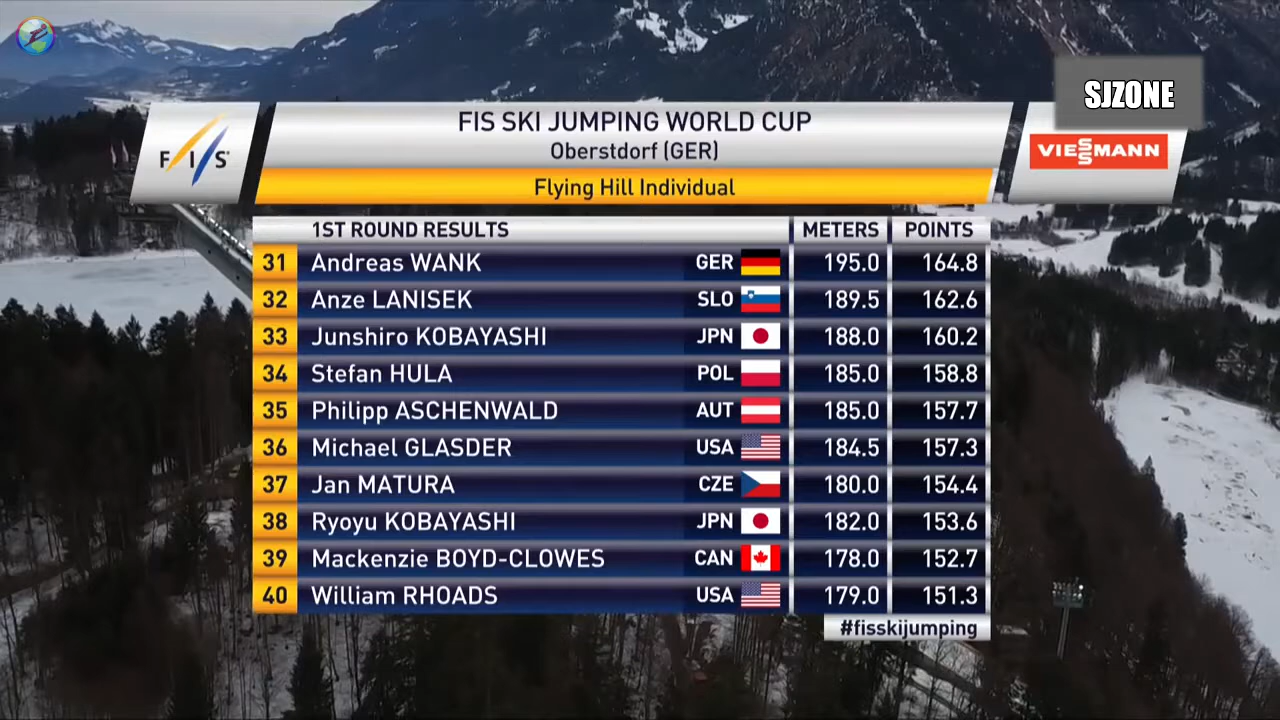 SJZONE
FIS
FIS SKI JUMPING WORLD CUP
Oberstdorf (GER)
VIESSMANN
Flying Hill Individual
1ST ROUND RESULTS METERS POINTS
31 Andreas WANK GER 195.0 164.8
32 Anze LANISEK SLO 189.5 162.6
33 Junshiro KOBAYASHI JPN 188.0 160.2
34 Stefan HULA POL 185.0 158.8
35 Philipp ASCHENWALD AUT 185.0 157.7
36 Michael GLASDER USA 184.5 157.3
37 Jan MATURA CZE 180.0 154.4
38 Ryoyu KOBAYASHI JPN 182.0 153.6
39 Mackenzie BOYD-CLOWES CAN 178.0 152.7
40 William RHOADS USA 179.0 151.3
#fisskijumping